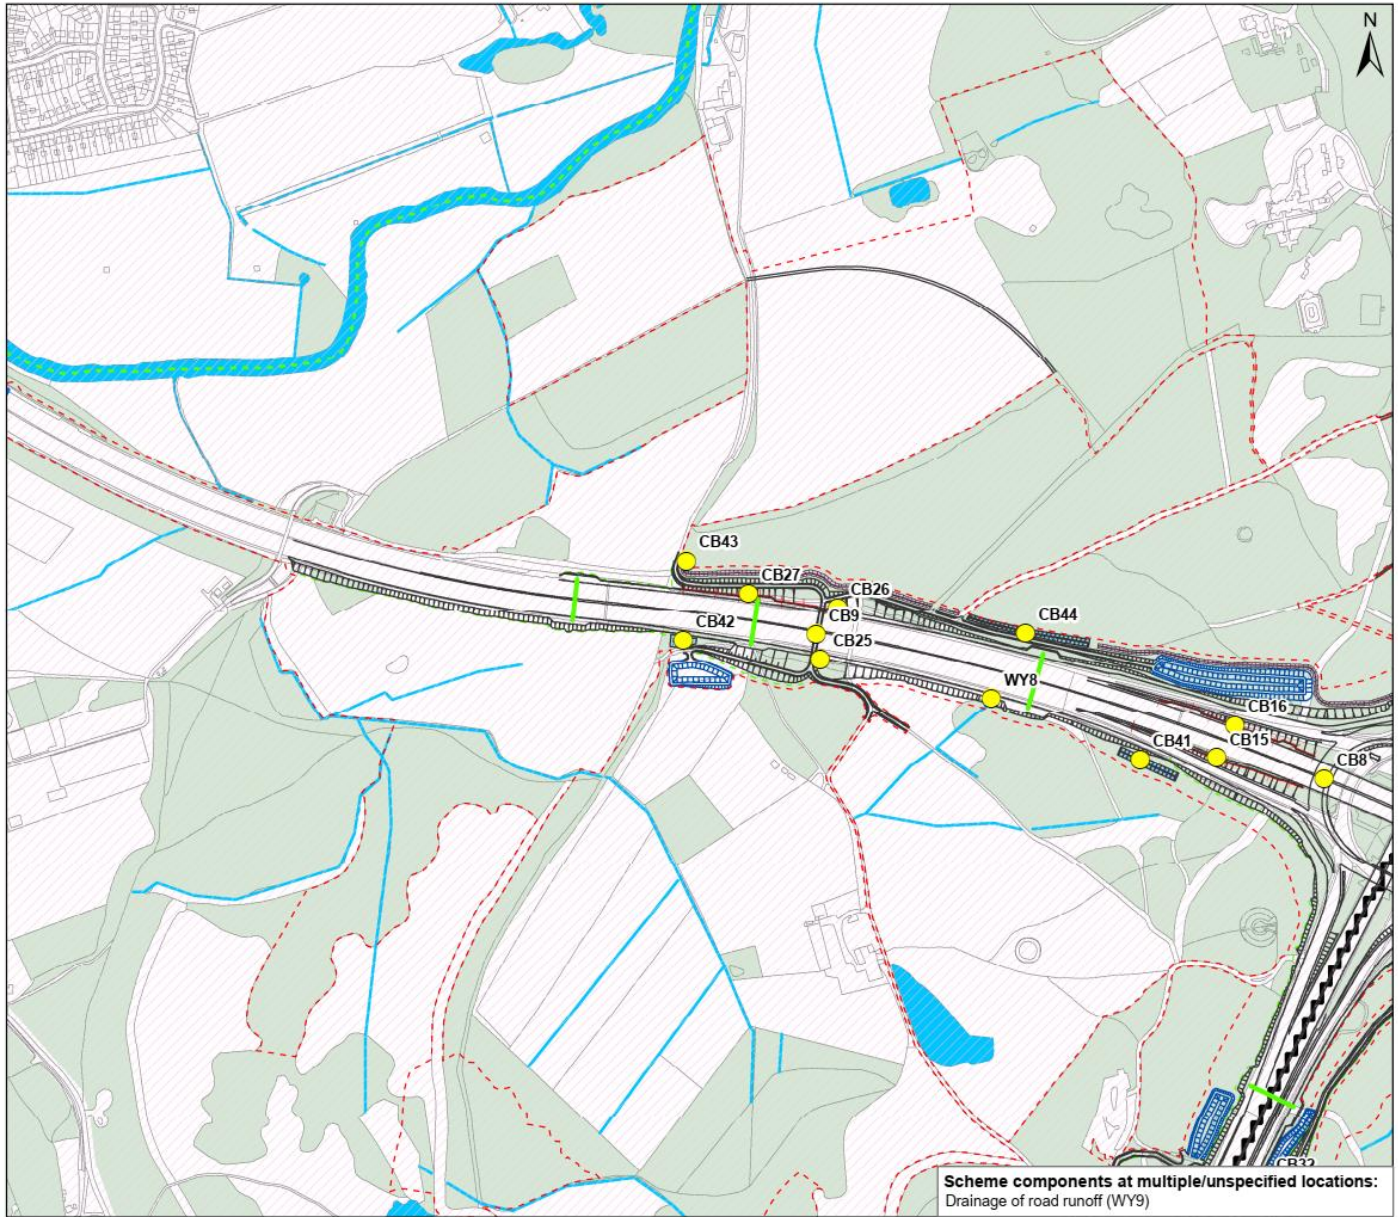 N
CB43
CB27
CB26
CB9
CB44
CB42
CB25
WY8
CB16
CB15
CB41
CB8
CB32
Scheme components at multiple/unspecified locations:
Drainage of road runoff (WY9)